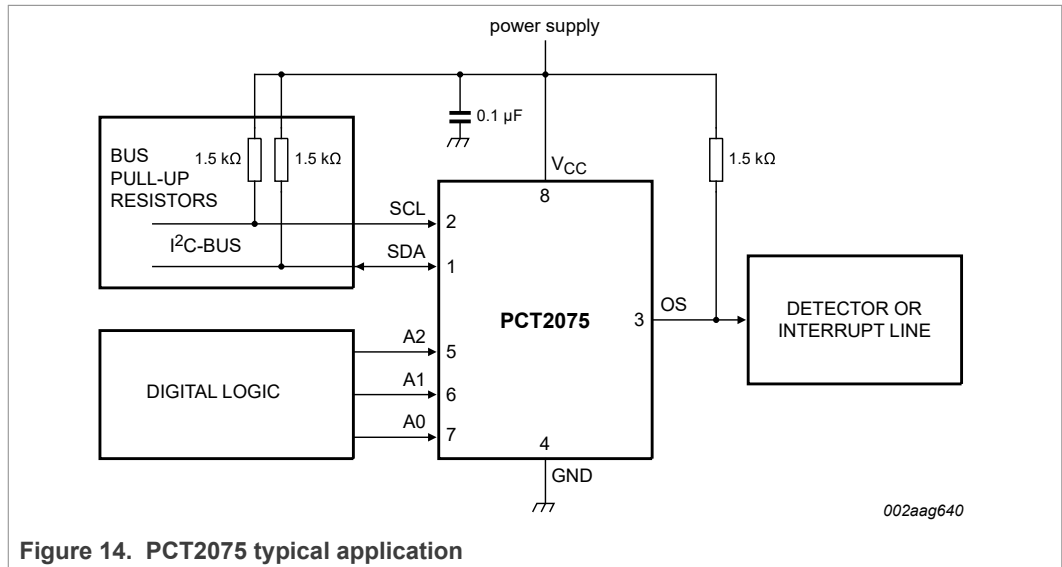 power supply
0.1 µF
BUS
PULL-UP
RESISTORS
1.5 kΩ
1.5 kΩ
1.5 kΩ
VCC
8
SCL
2
I2C-BUS
SDA
1
PCT2075
3
OS
DETECTOR OR
INTERRUPT LINE
A2
5
DIGITAL LOGIC
A1
6
A0
7
4
GND
002aag640
Figure 14. PCT2075 typical application